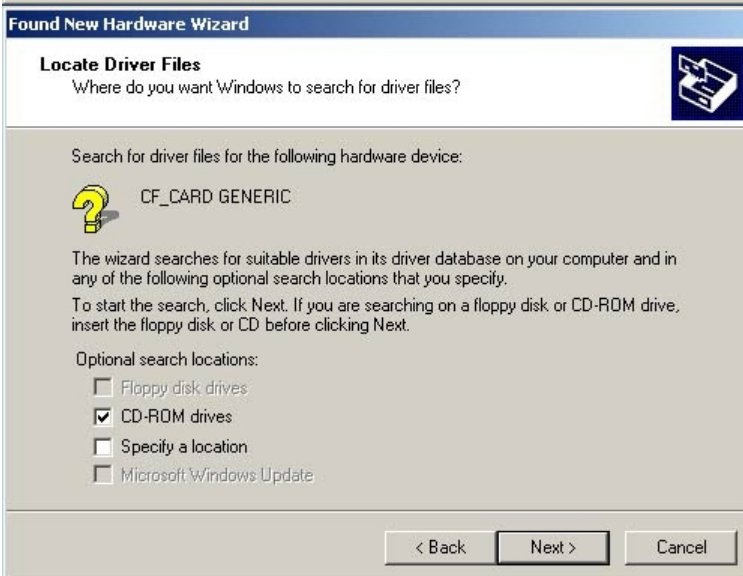 Found New Hardware Wizard
Locate Driver Files
Where do you want Windows to search for driver files?
Search for driver files for the following hardware device:
CF_CARD GENERIC
The wizard searches for suitable drivers in its driver database on your computer and in
any of the following optional search locations that you specify.
To start the search, click Next. If you are searching on a floppy disk or CD-ROM drive,
insert the floppy disk or CD before clicking Next.
Optional search locations:
Floppy disk drives
CD-ROM drives
Specify a location
Microsoft Windows Update
< Back Next > Cancel